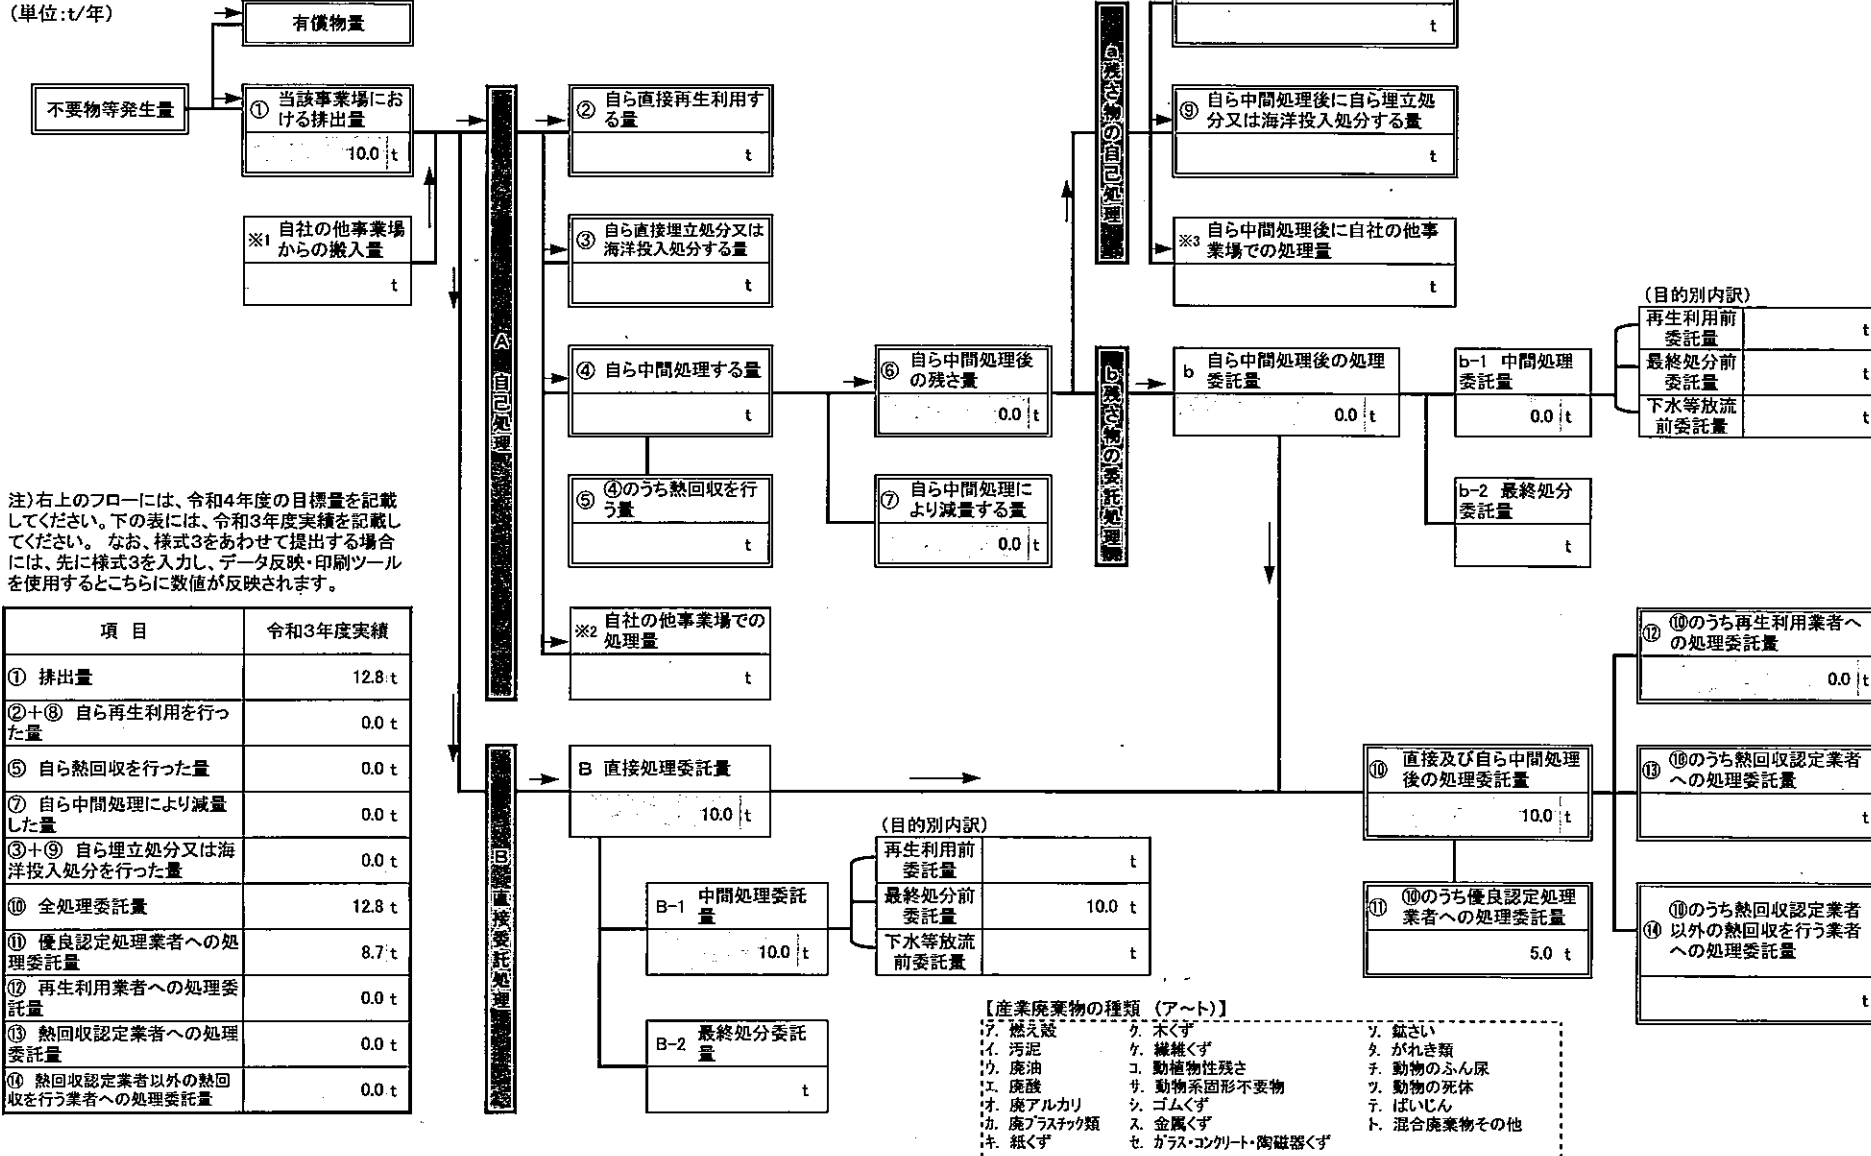 (単位:t/年)
有償物量
不要物等発生量
① 当該事業場にお
ける排出量
10.0 t
※1 自社の他事業場
からの搬入量
t
A 自己処理
② 自ら直接再生利用す
る量
t
③ 自ら直接埋立処分又は
海洋投入処分する量
t
④ 自ら中間処理する量
t
⑤ ④のうち熱回収を行
う量
t
※2 自社の他事業場での
処理量
t
⑥ 自ら中間処理後
の残さ量
0.0 t
⑦ 自ら中間処理に
より減量する量
0.0 t
a 残さ物の自己処理
t
⑨ 自ら中間処理後に自ら埋立処
分又は海洋投入処分する量
t
※3 自ら中間処理後に自社の他事
業場での処理量
t
b 残さ物の委託処理
b 自ら中間処理後の処理
委託量
0.0 t
b-1 中間処理
委託量
0.0 t
b-2 最終処分
委託量
t
(目的別内訳)
再生利用前
委託量
t
最終処分前
委託量
t
下水等放流
前委託量
t
注)右上のフローには、令和4年度の目標量を記載
してください。下の表には、令和3年度実績を記載し
てください。 なお、様式3をあわせて提出する場合
には、先に様式3を入力し、データ反映・印刷ツール
を使用するとこちらに数値が反映されます。
項 目 令和3年度実績
① 排出量 12.8 t
②+⑧ 自ら再生利用を行っ
た量 0.0 t
⑤ 自ら熱回収を行った量 0.0 t
⑦ 自ら中間処理により減量
した量 0.0 t
③+⑨ 自ら埋立処分又は海
洋投入処分を行った量 0.0 t
⑩ 全処理委託量 12.8 t
⑪ 優良認定処理業者への処
理委託量 8.7 t
⑫ 再生利用業者への処理委
託量 0.0 t
⑬ 熱回収認定業者への処理
委託量 0.0 t
⑭ 熱回収認定業者以外の熱回
収を行う業者への処理委託量 0.0 t
B 直接委託処理
B 直接処理委託量
10.0 t
B-1 中間処理委託
量
10.0 t
B-2 最終処分委託
量
t
(目的別内訳)
再生利用前
委託量
t
最終処分前
委託量
10.0 t
下水等放流
前委託量
t
⑩ 直接及び自ら中間処理
後の処理委託量
10.0 t
⑪ ⑩のうち優良認定処理
業者への処理委託量
5.0 t
⑫ ⑩のうち再生利用業者へ
の処理委託量
0.0 t
⑬ ⑩のうち熱回収認定業者
への処理委託量
t
⑭ ⑩のうち熱回収認定業者
以外の熱回収を行う業者
への処理委託量
t
【産業廃棄物の種類 (ア~ト)】
ア. 燃え殻 ク. 木くず ソ. 鉱さい
イ. 汚泥 ケ. 繊維くず タ. がれき類
ウ. 廃油 コ. 動植物性残さ チ. 動物のふん尿
エ. 廃酸 サ. 動物系固形不要物 ツ. 動物の死体
オ. 廃アルカリ シ. ゴムくず テ. ばいじん
カ. 廃プラスチック類 ス. 金属くず ト. 混合廃棄物その他
キ. 紙くず セ. ガラス・コンクリート・陶磁器くず